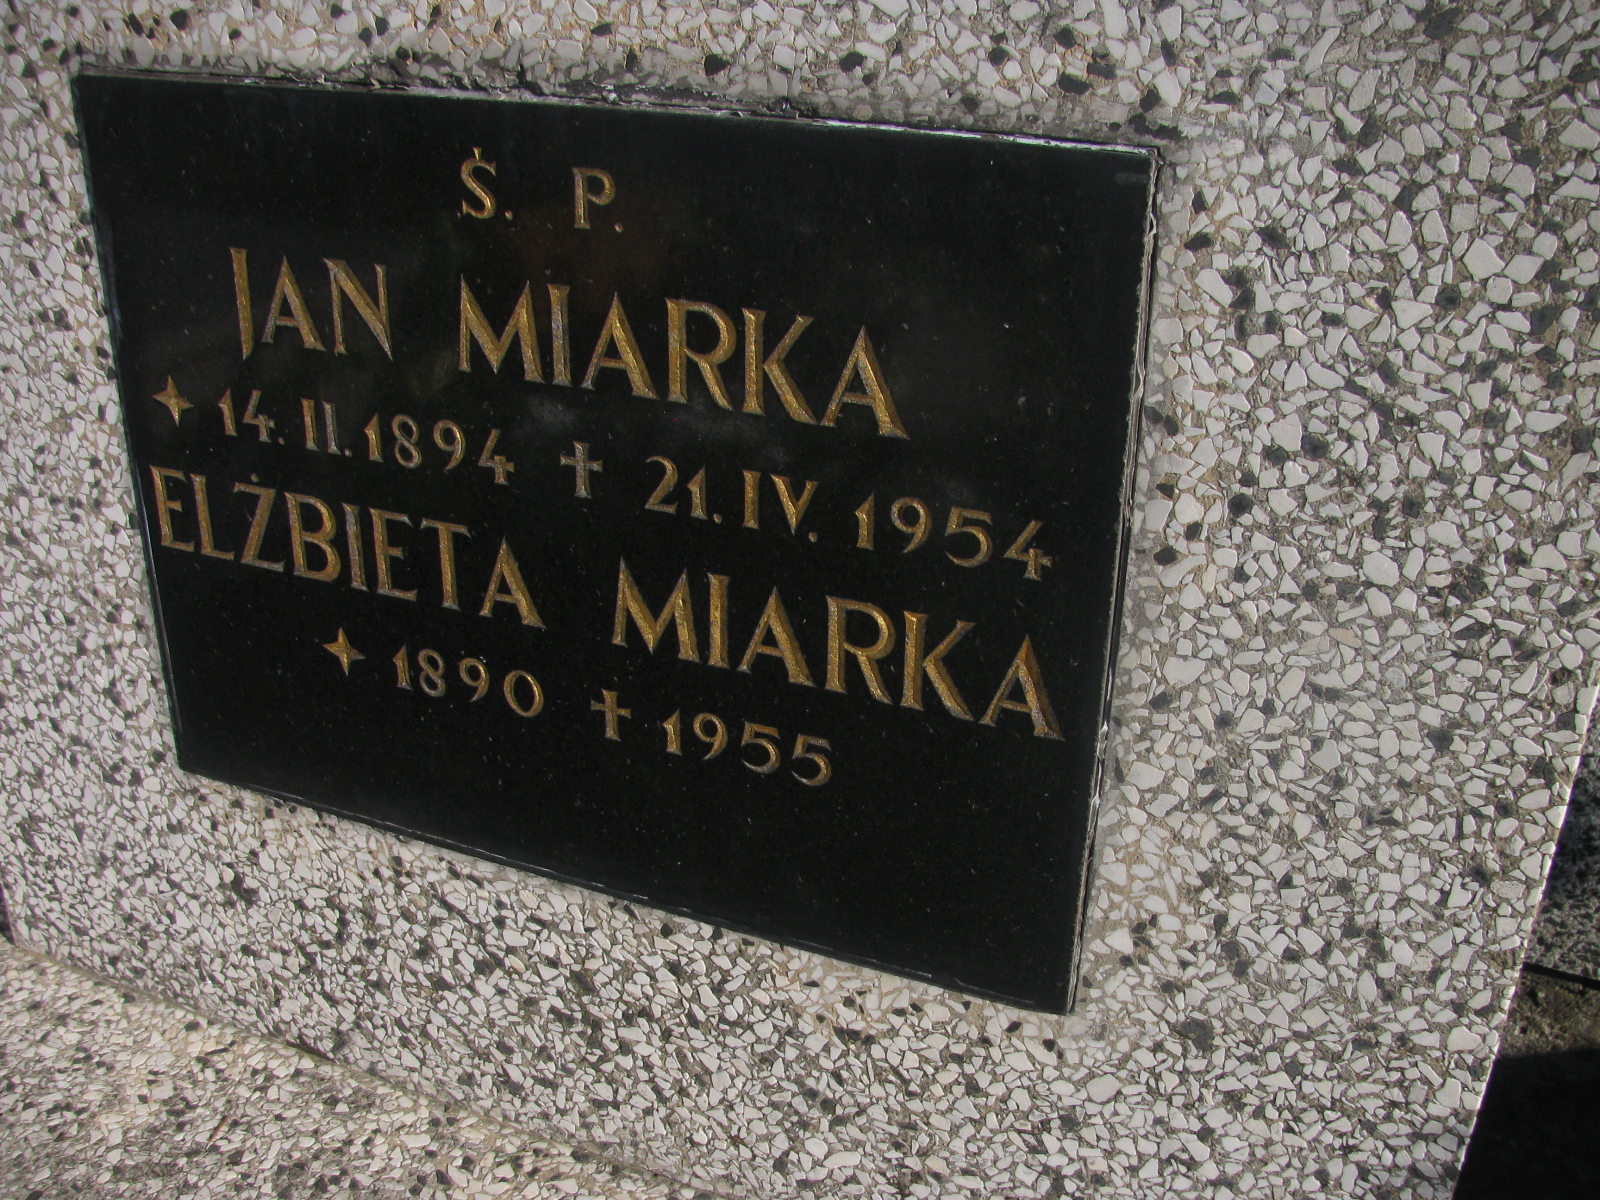 Ś. P.
JAN MIARKA
✦ 14. II. 1894 ✝ 21. IV. 1954
ELŻBIETA MIARKA
✦ 1890 ✝ 1955